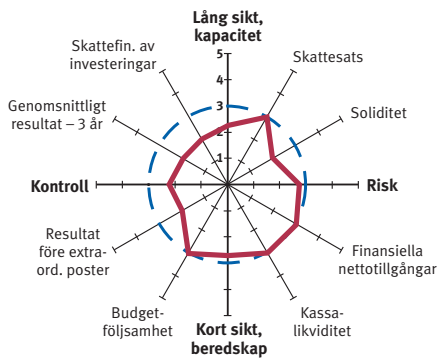 Lång sikt,
kapacitet
Skattefin. av
investeringar
Skattesats
Genomsnittligt
resultat – 3 år
Soliditet
5
4
3
2
1
Kontroll
Risk
Resultat
före extra-
ord. poster
Finansiella
nettotillgångar
Budget-
följsamhet
Kassa-
likviditet
Kort sikt,
beredskap